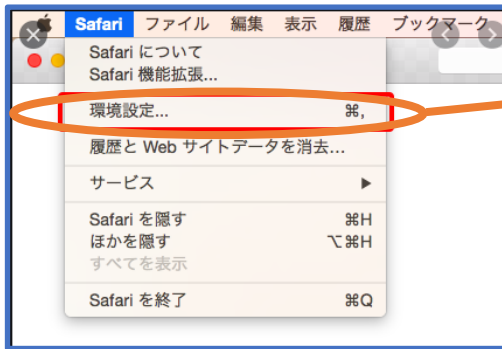 Safari ファイル 編集 表示 履歴 ブックマーク
Safari について
Safari 機能拡張...
環境設定... ⌘,
履歴と Web サイトデータを消去...
サービス ▶
Safari を隠す ⌘H
ほかを隠す ⌥⌘H
すべてを表示
Safari を終了 ⌘Q